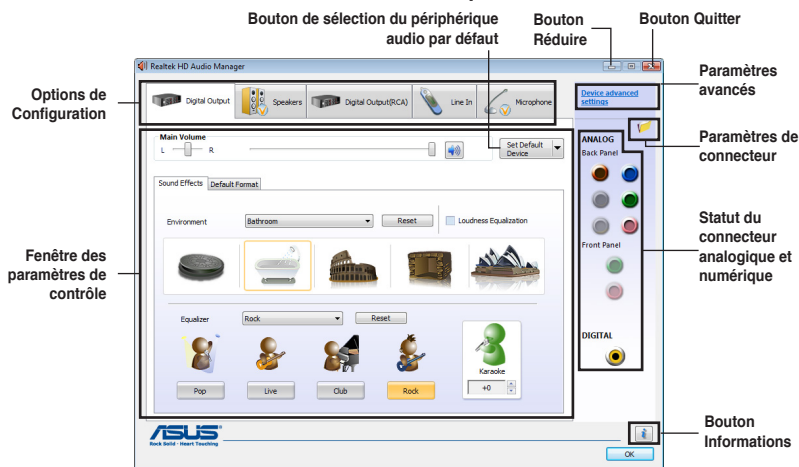 Bouton de sélection du périphérique
audio par défaut
Bouton
Réduire
Bouton Quitter
Options de
Configuration
Fenêtre des
paramètres de
contrôle
Realtek HD Audio Manager
Digital Output
Speakers
Digital Output(RCA)
Line In
Microphone
Device advanced
settings
Main Volume
L
R
Set Default
Device
Sound Effects
Default Format
Environment
Bathroom
Reset
Loudness Equalization
Equalizer
Rock
Reset
Pop
Live
Club
Rock
Karaoke
+0
ANALOG
Back Panel
Front Panel
DIGITAL
ASUS
Rock Solid · Heart Touching
i
OK
Paramètres
avancés
Paramètres de
connecteur
Statut du
connecteur
analogique et
numérique
Bouton
Informations